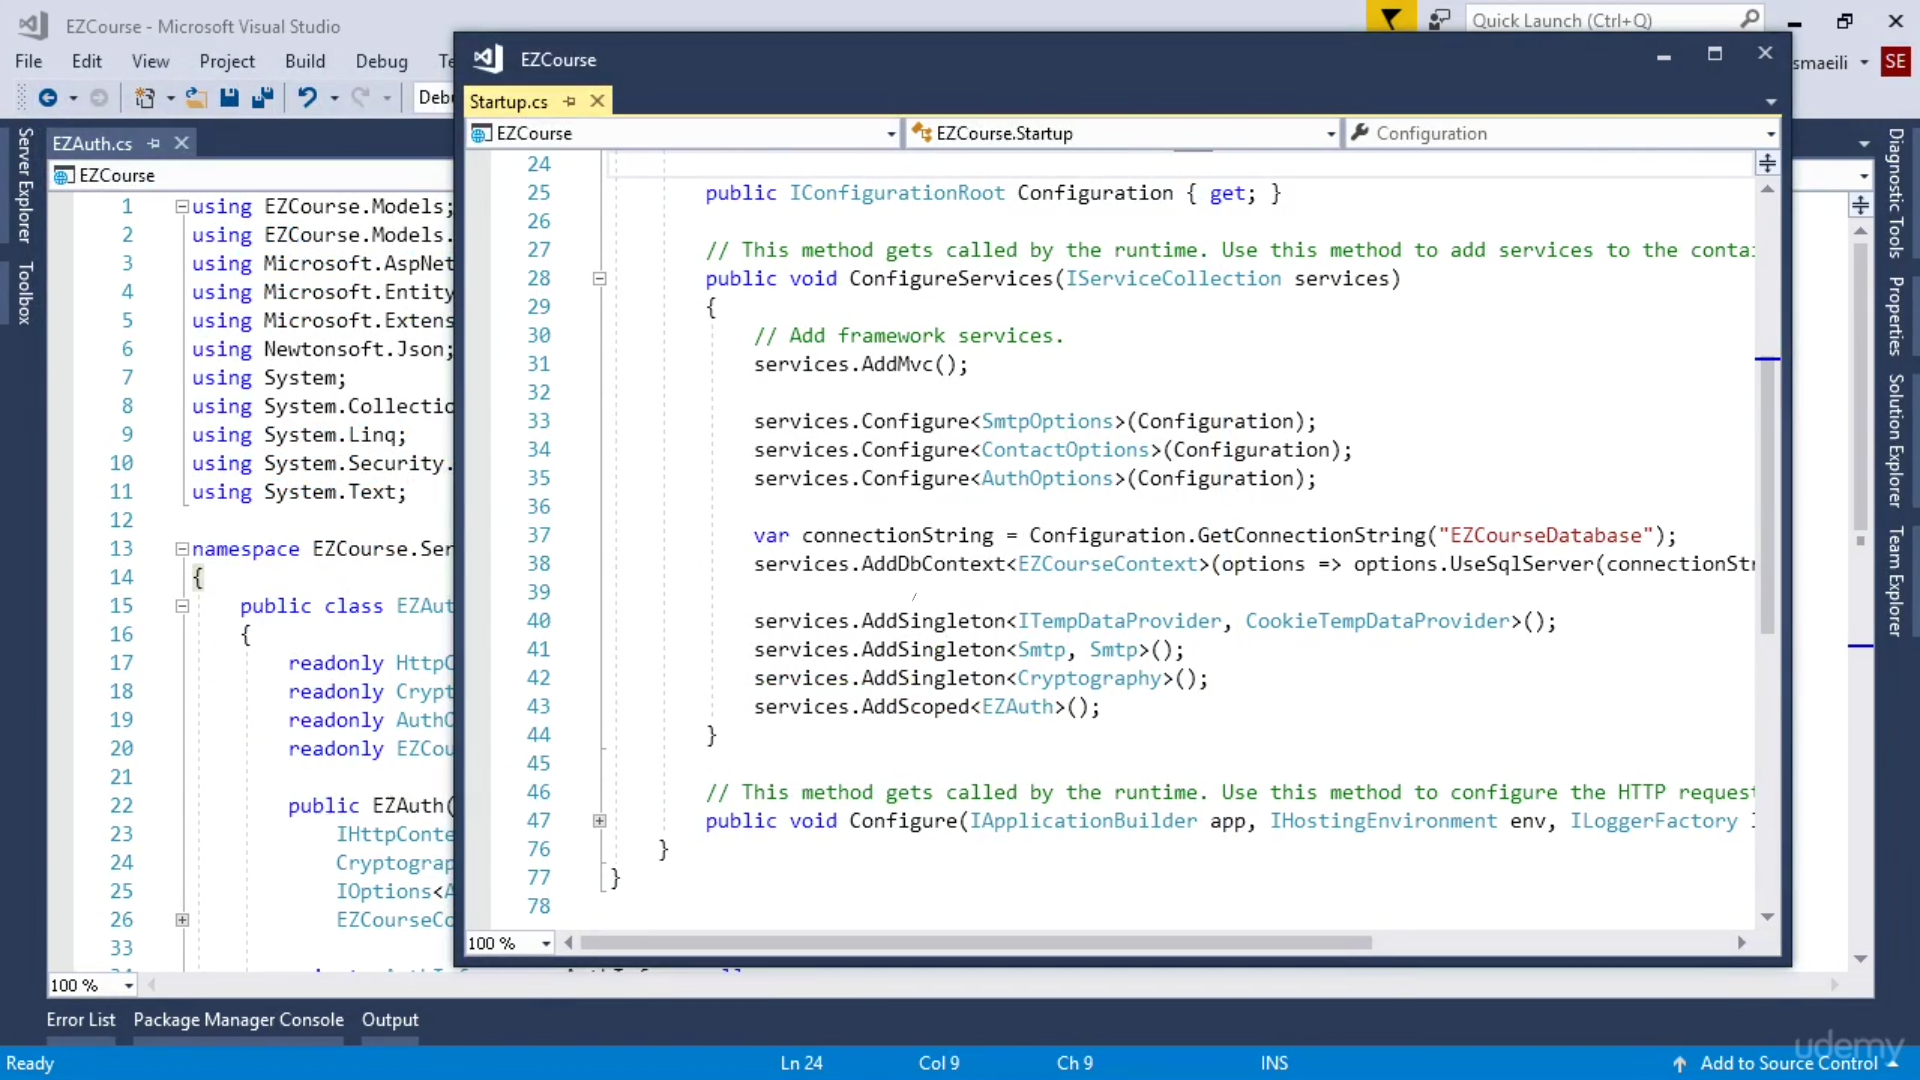 EZCourse - Microsoft Visual Studio
Quick Launch (Ctrl+Q)
File Edit View Project Build Debug
smaeili SE
EZCourse
Startup.cs
EZCourse EZCourse.Startup Configuration
24
25 public IConfigurationRoot Configuration { get; }
26
27 // This method gets called by the runtime. Use this method to add services to the
28 public void ConfigureServices(IServiceCollection services)
29 {
30 // Add framework services.
31 services.AddMvc();
32
33 services.Configure<SmtpOptions>(Configuration);
34 services.Configure<ContactOptions>(Configuration);
35 services.Configure<AuthOptions>(Configuration);
36
37 var connectionString = Configuration.GetConnectionString("EZCourseDatabase");
38 services.AddDbContext<EZCourseContext>(options => options.UseSqlServer(connectionStr
39
40 services.AddSingleton<ITempDataProvider, CookieTempDataProvider>();
41 services.AddSingleton<Smtp, Smtp>();
42 services.AddSingleton<Cryptography>();
43 services.AddScoped<EZAuth>();
44 }
45
46 // This method gets called by the runtime. Use this method to configure the HTTP request
47 public void Configure(IApplicationBuilder app, IHostingEnvironment env, ILoggerFactory
76 }
77 }
78
100 %
EZAuth.cs
EZCourse
1 using EZCourse.Models;
2 using EZCourse.Models.
3 using Microsoft.AspNet
4 using Microsoft.Entity
5 using Microsoft.Extens
6 using Newtonsoft.Json;
7 using System;
8 using System.Collectio
9 using System.Linq;
10 using System.Security.
11 using System.Text;
12
13 namespace EZCourse.Ser
14 {
15 public class EZAut
16 {
17 readonly HttpC
18 readonly Crypt
19 readonly AuthO
20 readonly EZCou
21
22 public EZAuth(
23 IHttpConte
24 Cryptograp
25 IOptions<A
26 EZCourseCo
33
100 %
Server Explorer
Toolbox
Diagnostic Tools
Properties
Solution Explorer
Team Explorer
Error List Package Manager Console Output
Ready Ln 24 Col 9 Ch 9 INS Add to Source Control
udemy